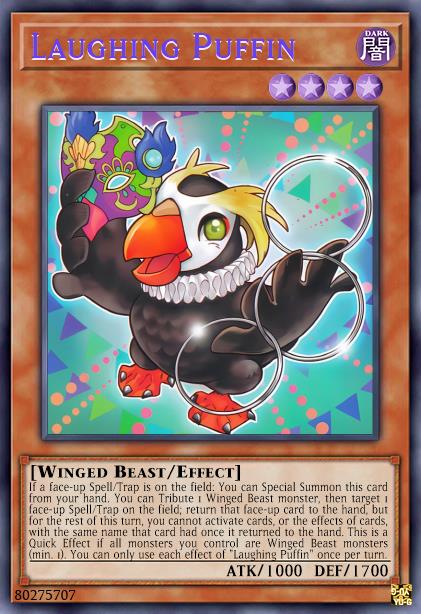 Laughing Puffin
DARK
闇
[Winged Beast/Effect]
If a face-up Spell/Trap is on the field: You can Special Summon this card
from your hand. You can Tribute 1 Winged Beast monster, then target 1
face-up Spell/Trap on the field; return that face-up card to the hand, but
for the rest of this turn, you cannot activate cards, or the effects of cards,
with the same name that card had once it returned to the hand. This is a
Quick Effect if all monsters you control are Winged Beast monsters
(min. 1). You can only use each effect of "Laughing Puffin" once per turn.
ATK/1000 DEF/1700
80275707